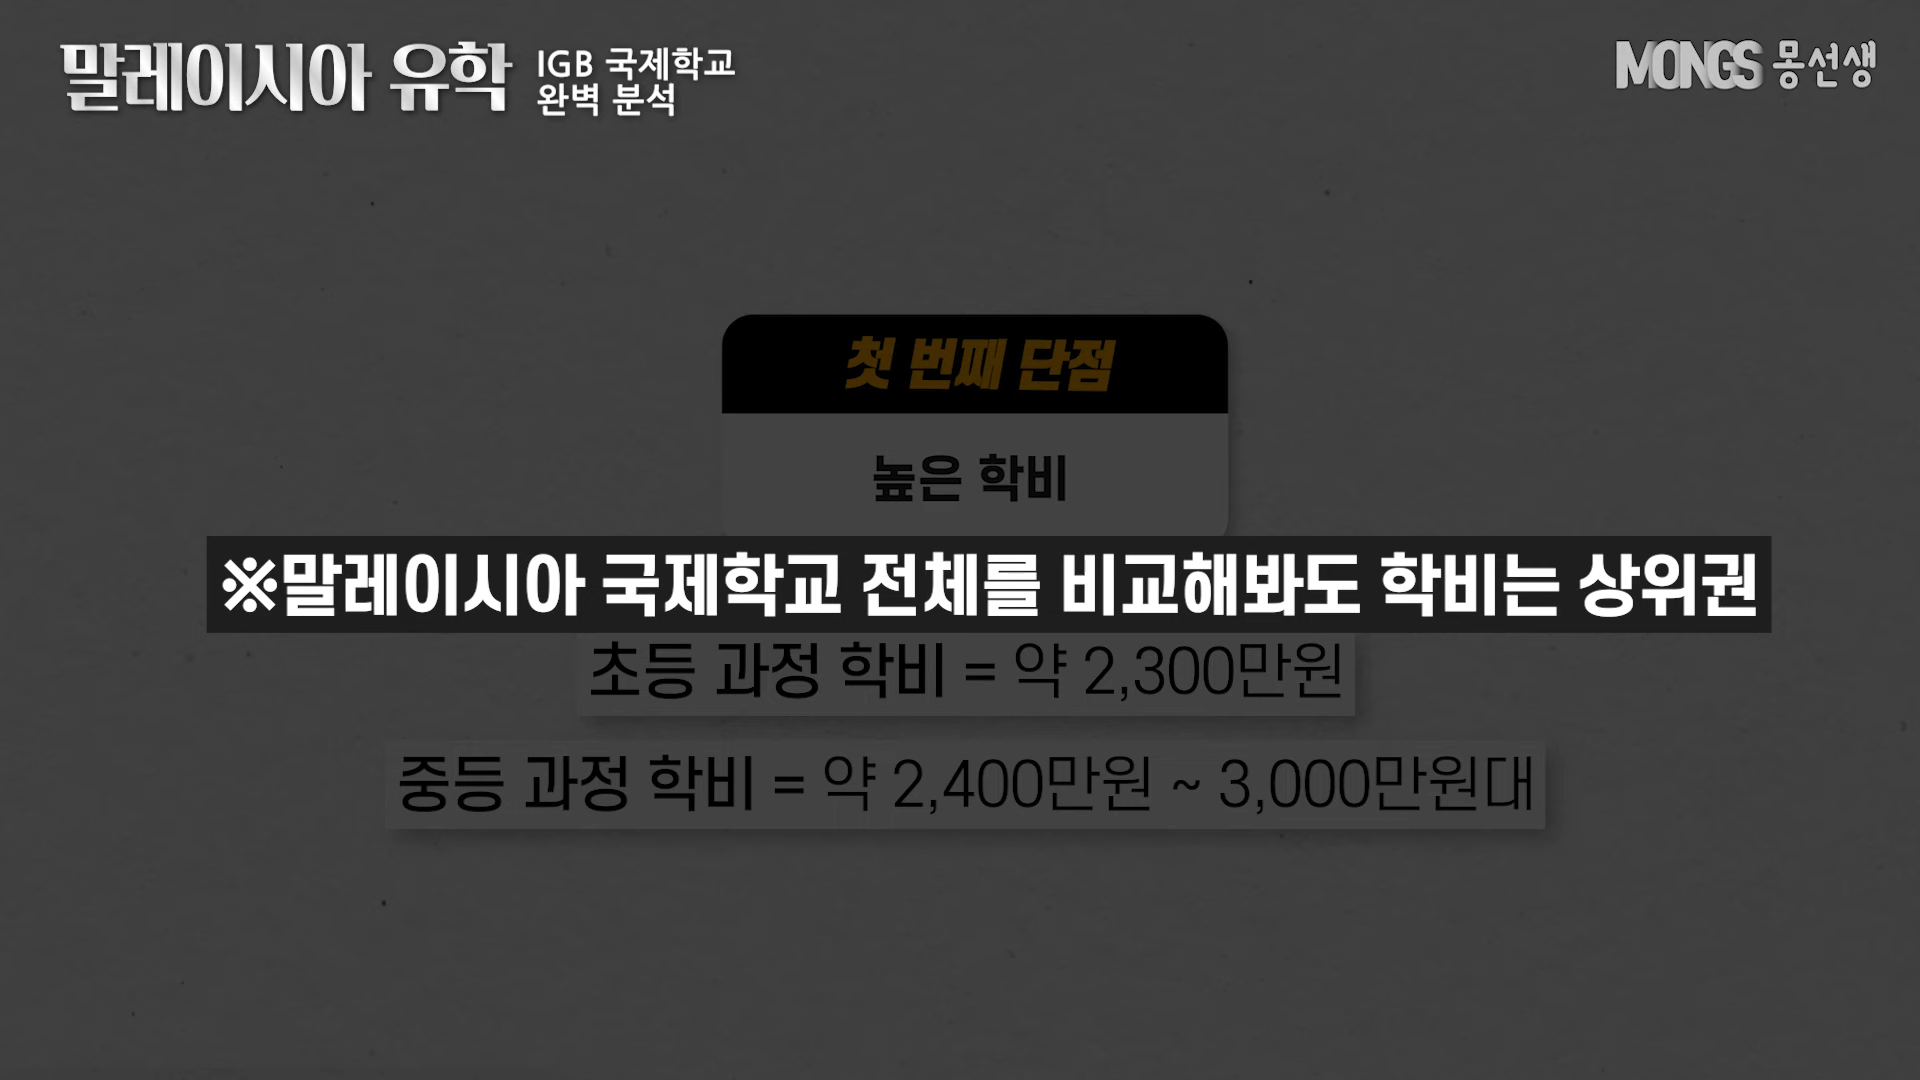 말레이시아 유학
IGB 국제학교
완벽 분석
MONGS 몽선생
첫 번째 단점
높은 학비
※말레이시아 국제학교 전체를 비교해봐도 학비는 상위권
초등 과정 학비 = 약 2,300만원
중등 과정 학비 = 약 2,400만원 ~ 3,000만원대